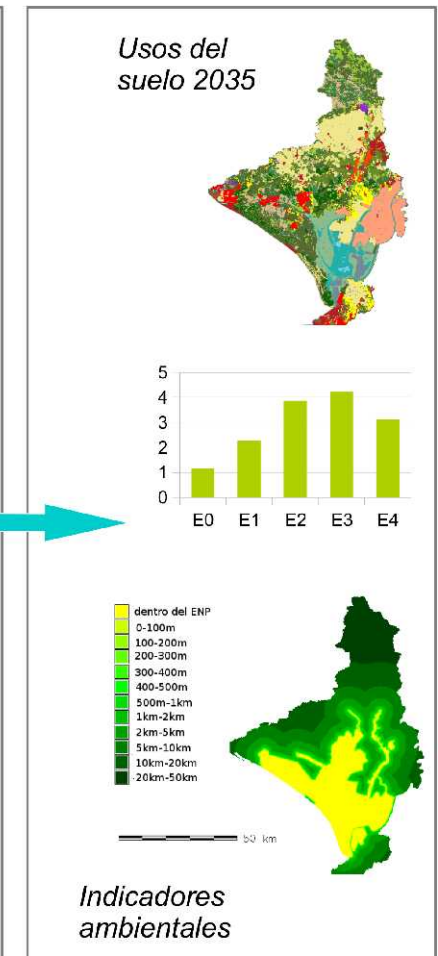 Usos del
suelo 2035
5
4
3
2
1
0
E0 E1 E2 E3 E4
dentro del ENP
0-100m
100-200m
200-300m
300-400m
400-500m
500m-1km
1km-2km
2km-5km
5km-10km
10km-20km
20km-50km
50 km
Indicadores
ambientales